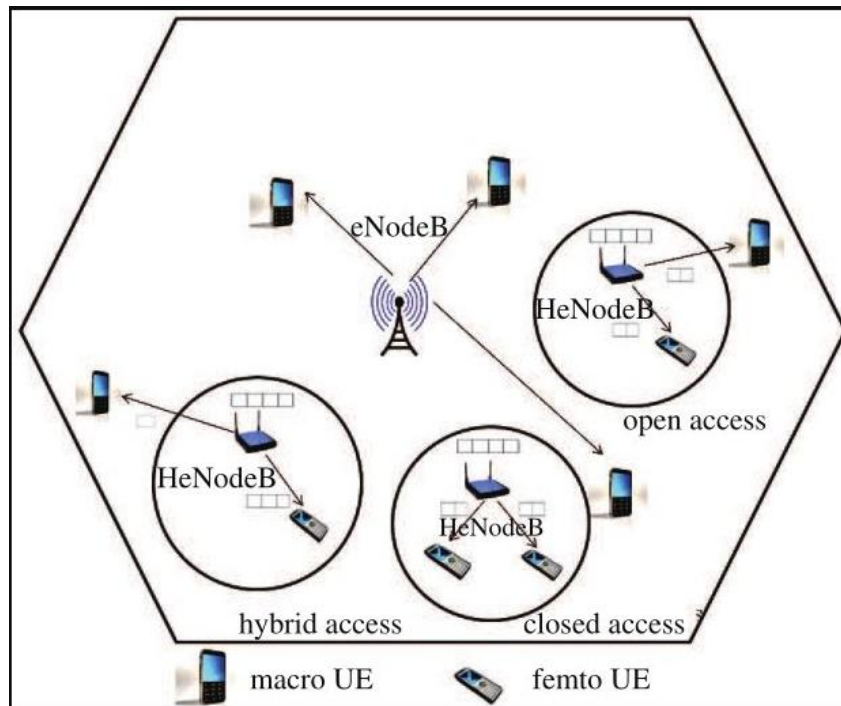 eNodeB
HeNodeB
open access
HeNodeB
HeNodeB
hybrid access
closed access
macro UE
femto UE